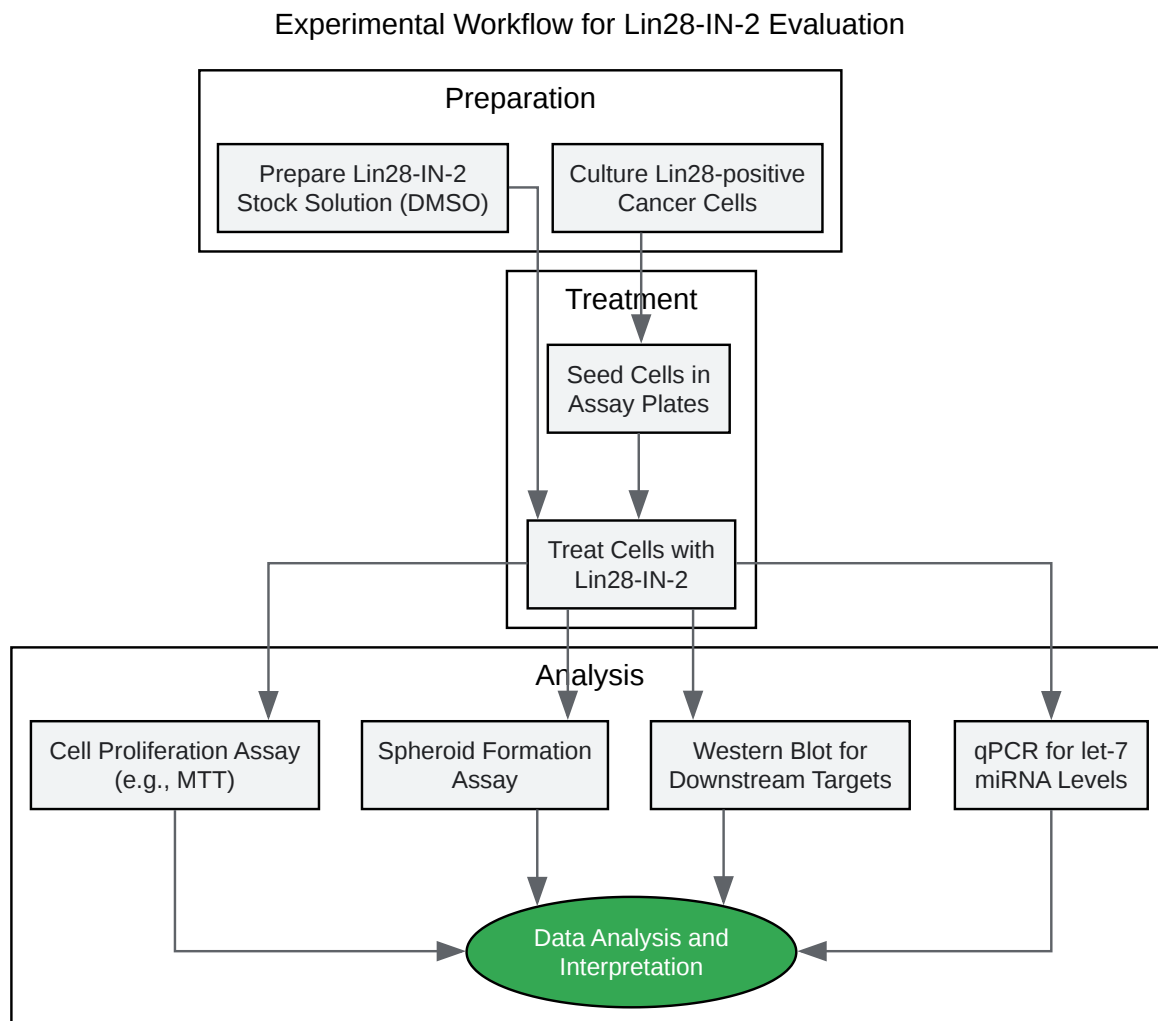 Experimental Workflow for Lin28-IN-2 Evaluation
Preparation
Prepare Lin28-IN-2
Stock Solution (DMSO)
Culture Lin28-positive
Cancer Cells
Treatment
Seed Cells in
Assay Plates
Treat Cells with
Lin28-IN-2
Analysis
Cell Proliferation Assay
(e.g., MTT)
Spheroid Formation
Assay
Western Blot for
Downstream Targets
qPCR for let-7
miRNA Levels
Data Analysis and
Interpretation